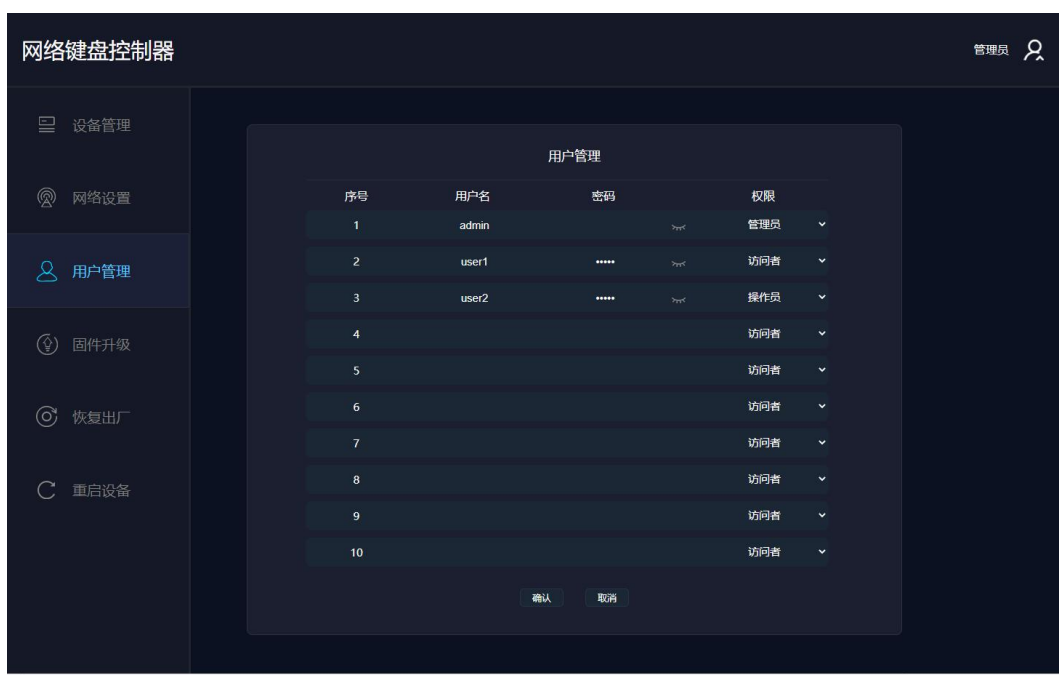 网络键盘控制器
管理员
设备管理
网络设置
用户管理
固件升级
恢复出厂
重启设备
用户管理
序号 用户名 密码 权限
1 admin 管理员
2 user1 ••••• 访问者
3 user2 ••••• 操作员
4 访问者
5 访问者
6 访问者
7 访问者
8 访问者
9 访问者
10 访问者
确认 取消